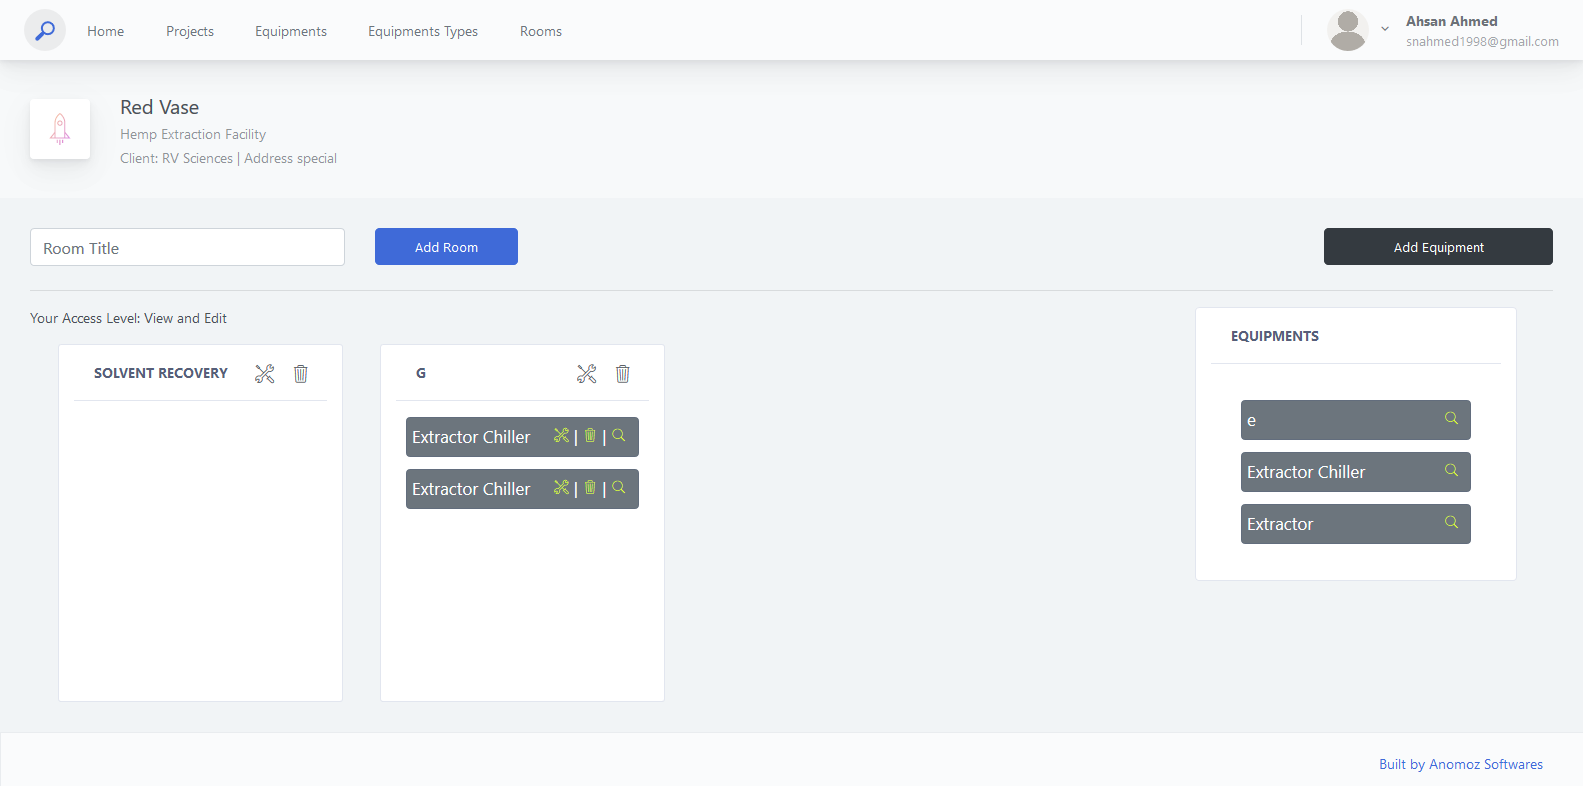 Home Projects Equipments Equipments Types Rooms
Ahsan Ahmed
snahmed1998@gmail.com
Red Vase
Hemp Extraction Facility
Client: RV Sciences | Address special
Room Title
Add Room
Add Equipment
Your Access Level: View and Edit
SOLVENT RECOVERY
G
Extractor Chiller | |
Extractor Chiller | |
EQUIPMENTS
e
Extractor Chiller
Extractor
Built by Anomoz Softwares